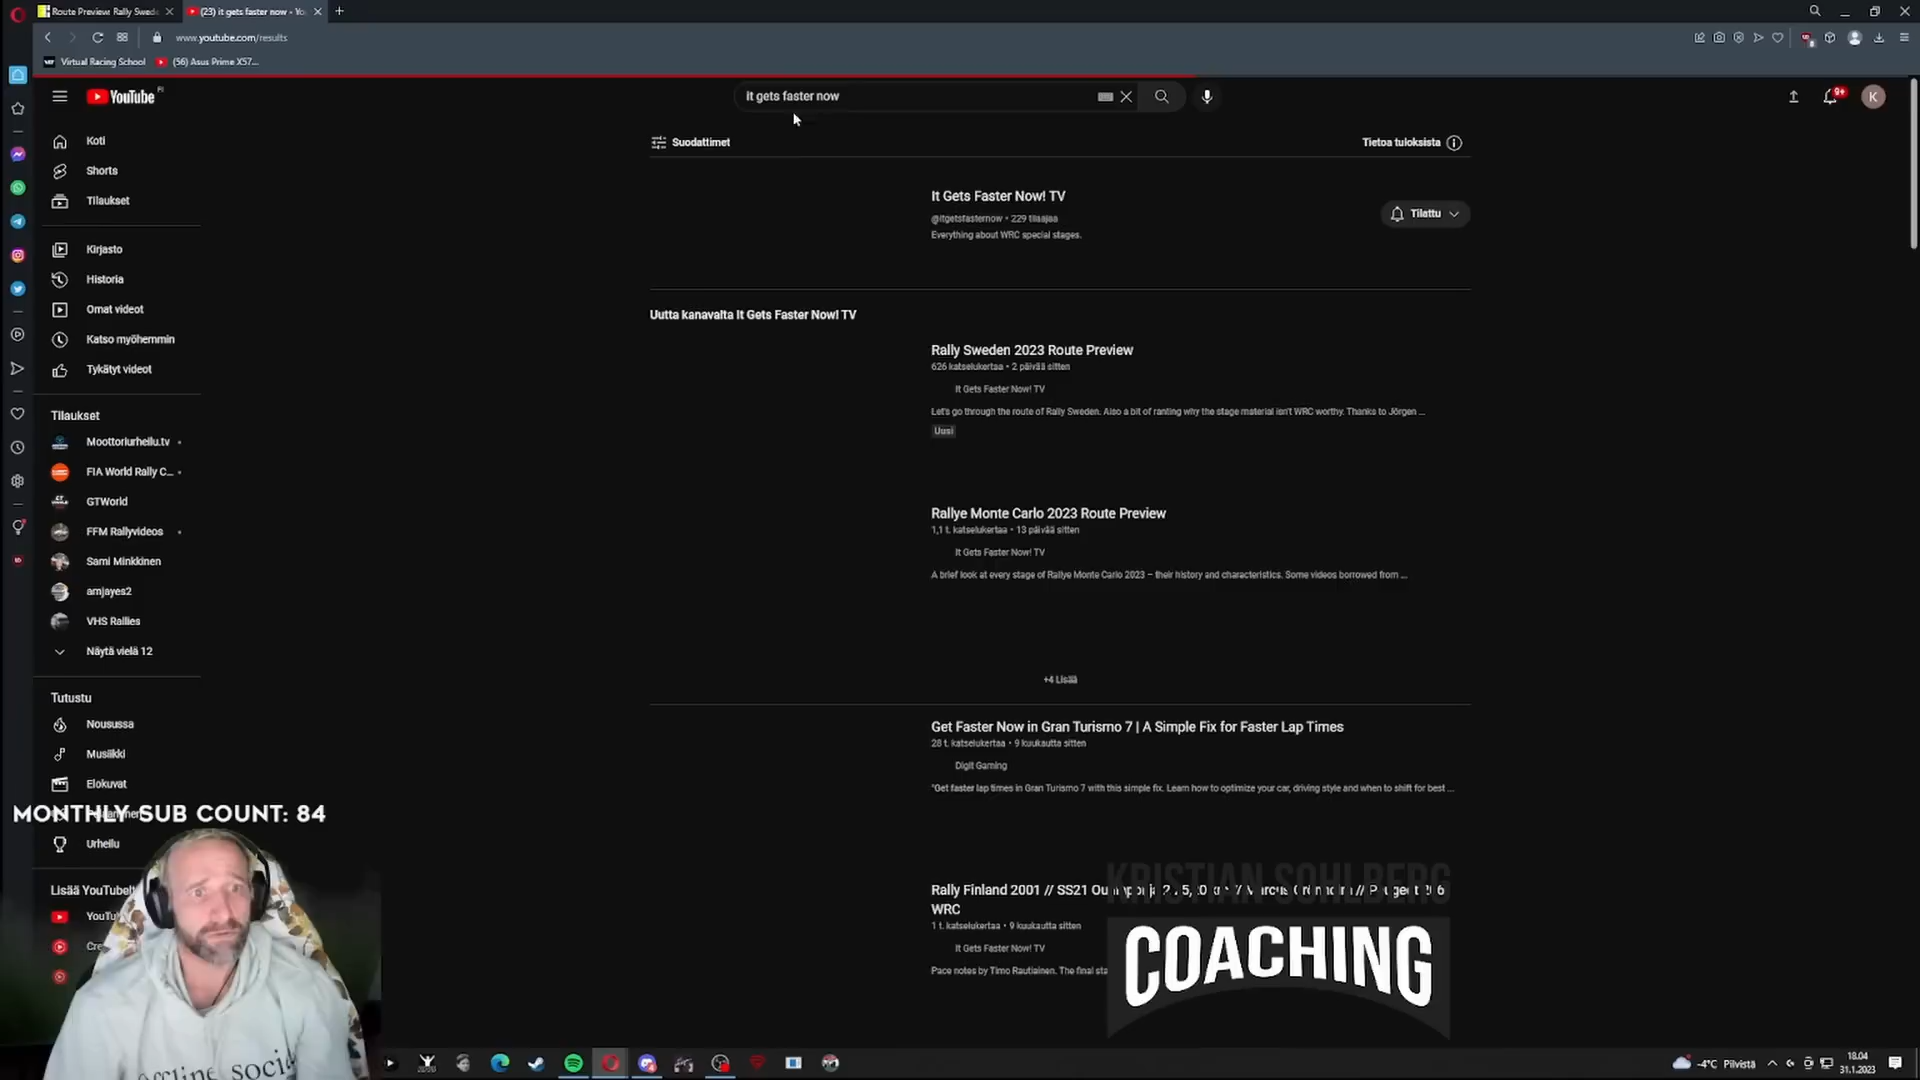 Route Preview: Rally Swed
(23) it gets faster now - Yo
www.youtube.com/results
Virtual Racing School
(56) Asus Prime X57...
YouTube FI
it gets faster now
9+
K
Koti
Shorts
Tilaukset
Kirjasto
Historia
Omat videot
Katso myöhemmin
Tykätyt videot
Tilaukset
Moottoriurheilu.tv
FIA World Rally C...
GTWorld
FFM Rallyvideos
Sami Minkkinen
amjayes2
VHS Rallies
Näytä vielä 12
Tutustu
Nousussa
Musiikki
Elokuvat
MONTHLY SUB COUNT: 84
Urheilu
Lisää YouTubelt
YouTu
Cre
Suodattimet
Tietoa tuloksista
It Gets Faster Now! TV
@itgetsfasternow • 229 tilaajaa
Everything about WRC special stages.
Tilattu
Uutta kanavalta It Gets Faster Now! TV
Rally Sweden 2023 Route Preview
626 katselukertaa • 2 päivää sitten
It Gets Faster Now! TV
Let's go through the route of Rally Sweden. Also a bit of ranting why the stage material isn't WRC worthy. Thanks to Jörgen ...
Uusi
Rallye Monte Carlo 2023 Route Preview
1,1 t. katselukertaa • 13 päivää sitten
It Gets Faster Now! TV
A brief look at every stage of Rallye Monte Carlo 2023 – their history and characteristics. Some videos borrowed from ...
+4 Lisää
Get Faster Now in Gran Turismo 7 | A Simple Fix for Faster Lap Times
28 t. katselukertaa • 9 kuukautta sitten
Digit Gaming
"Get faster lap times in Gran Turismo 7 with this simple fix. Learn how to optimize your car, driving style and when to shift for best ...
Rally Finland 2001 // SS21 Ouninpohja 2
WRC
1 t. katselukertaa • 9 kuukautta sitten
It Gets Faster Now! TV
Pace notes by Timo Rautiainen. The final sta
KRISTIAN SOHLBERG
COACHING
offline social
-4°C Pilvistä
18.04
31.1.2023